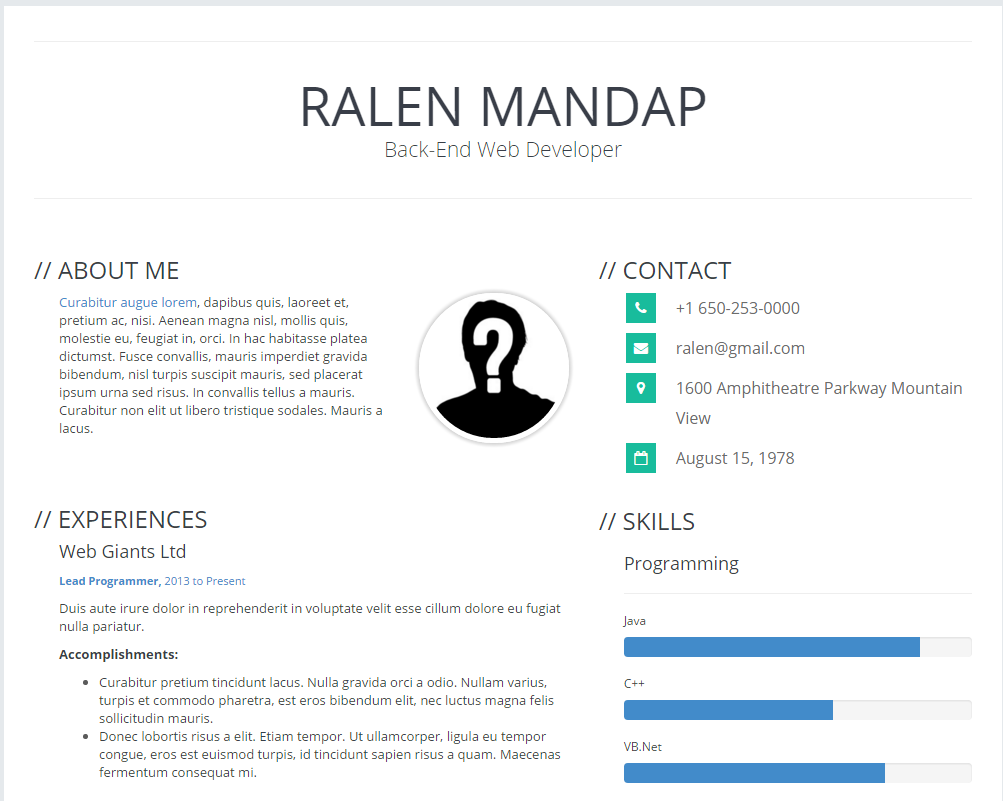 RALEN MANDAP
Back-End Web Developer
// ABOUT ME
Curabitur augue lorem, dapibus quis, laoreet et,
pretium ac, nisi. Aenean magna nisl, mollis quis,
molestie eu, feugiat in, orci. In hac habitasse platea
dictumst. Fusce convallis, mauris imperdiet gravida
bibendum, nisl turpis suscipit mauris, sed placerat
ipsum urna sed risus. In convallis tellus a mauris.
Curabitur non elit ut libero tristique sodales. Mauris a
lacus.
?
// CONTACT
+1 650-253-0000
ralen@gmail.com
1600 Amphitheatre Parkway Mountain
View
August 15, 1978
// EXPERIENCES
Web Giants Ltd
Lead Programmer, 2013 to Present
Duis aute irure dolor in reprehenderit in voluptate velit esse cillum dolore eu fugiat
nulla pariatur.
Accomplishments:
• Curabitur pretium tincidunt lacus. Nulla gravida orci a odio. Nullam varius,
turpis et commodo pharetra, est eros bibendum elit, nec luctus magna felis
sollicitudin mauris.
• Donec lobortis risus a elit. Etiam tempor. Ut ullamcorper, ligula eu tempor
congue, eros est euismod turpis, id tincidunt sapien risus a quam. Maecenas
fermentum consequat mi.
// SKILLS
Programming
Java
C++
VB.Net